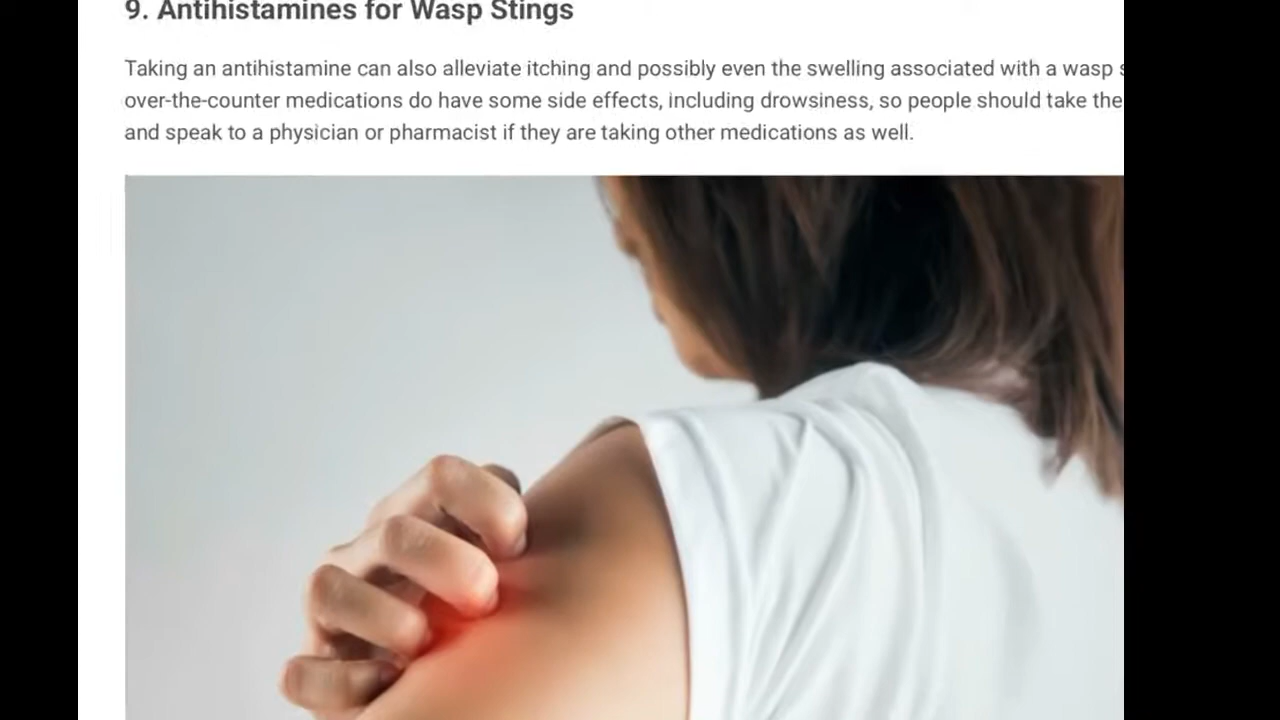 9. Antihistamines for Wasp Stings
Taking an antihistamine can also alleviate itching and possibly even the swelling associated with a wasp
over-the-counter medications do have some side effects, including drowsiness, so people should take the
and speak to a physician or pharmacist if they are taking other medications as well.